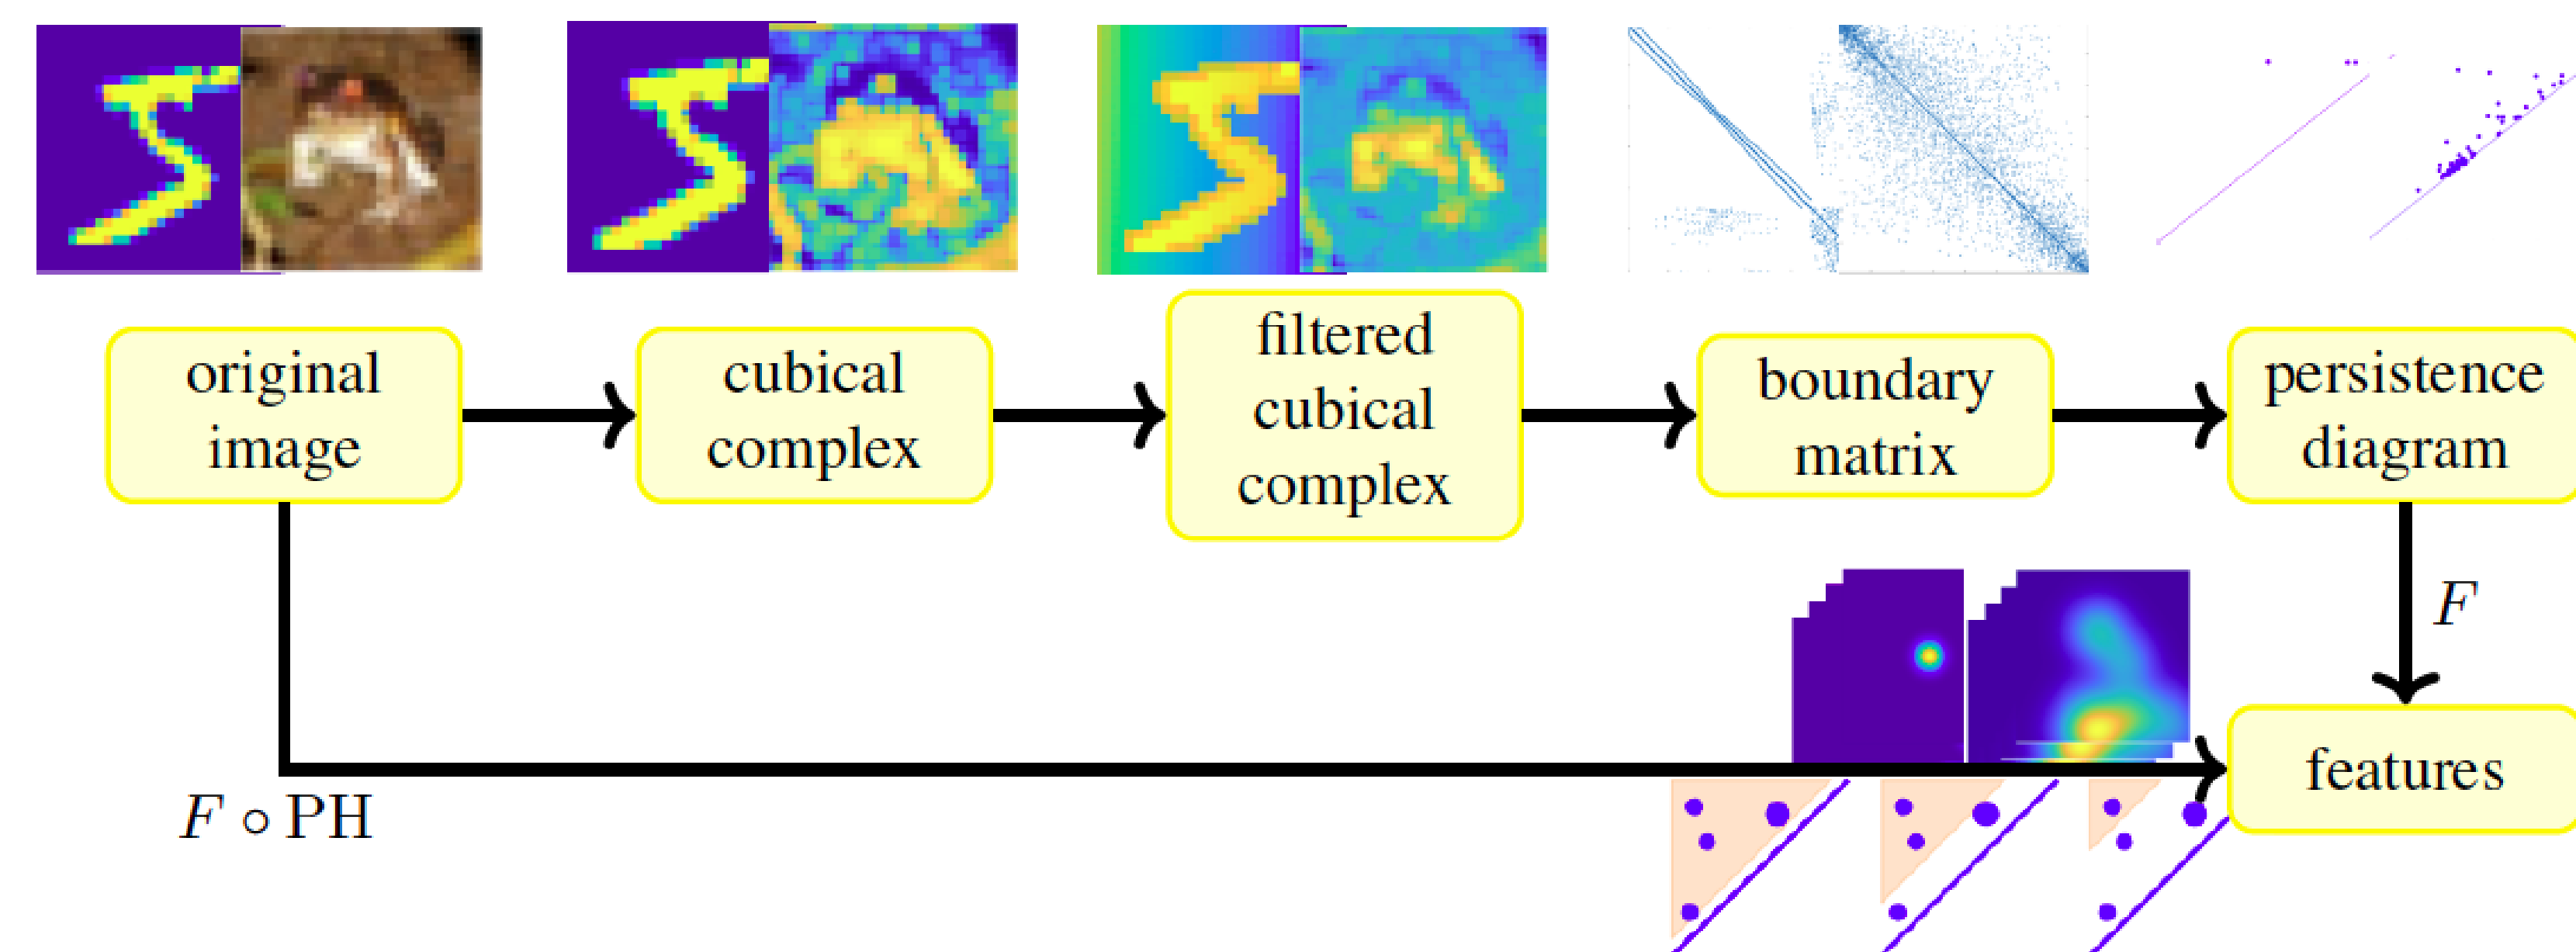 original
image
cubical
complex
filtered
cubical
complex
boundary
matrix
persistence
diagram
F
features
F ∘ PH